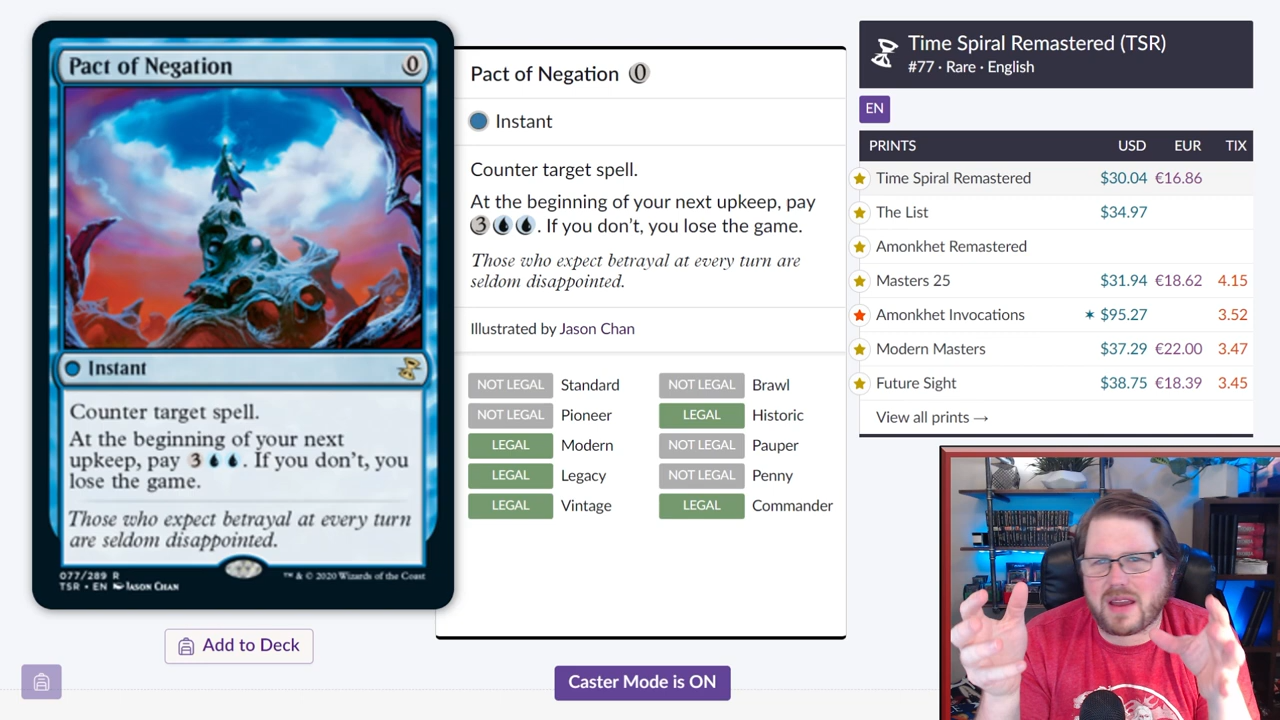 Pact of Negation 0
Instant
Counter target spell.
At the beginning of your next
upkeep, pay 3. If you don't, you
lose the game.
Those who expect betrayal at every turn
are seldom disappointed.
077/289 R
TSR • EN Jason Chan
™ & © 2020 Wizards of the Coast
Add to Deck
Pact of Negation 0
Instant
Counter target spell.
At the beginning of your next upkeep, pay
3. If you don't, you lose the game.
Those who expect betrayal at every turn are
seldom disappointed.
Illustrated by Jason Chan
NOT LEGAL Standard NOT LEGAL Brawl
NOT LEGAL Pioneer LEGAL Historic
LEGAL Modern NOT LEGAL Pauper
LEGAL Legacy NOT LEGAL Penny
LEGAL Vintage LEGAL Commander
Caster Mode is ON
Time Spiral Remastered (TSR)
#77 · Rare · English
EN
PRINTS USD EUR TIX
Time Spiral Remastered $30.04 €16.86
The List $34.97
Amonkhet Remastered
Masters 25 $31.94 €18.62 4.15
Amonkhet Invocations ✶ $95.27 3.52
Modern Masters $37.29 €22.00 3.47
Future Sight $38.75 €18.39 3.45
View all prints →